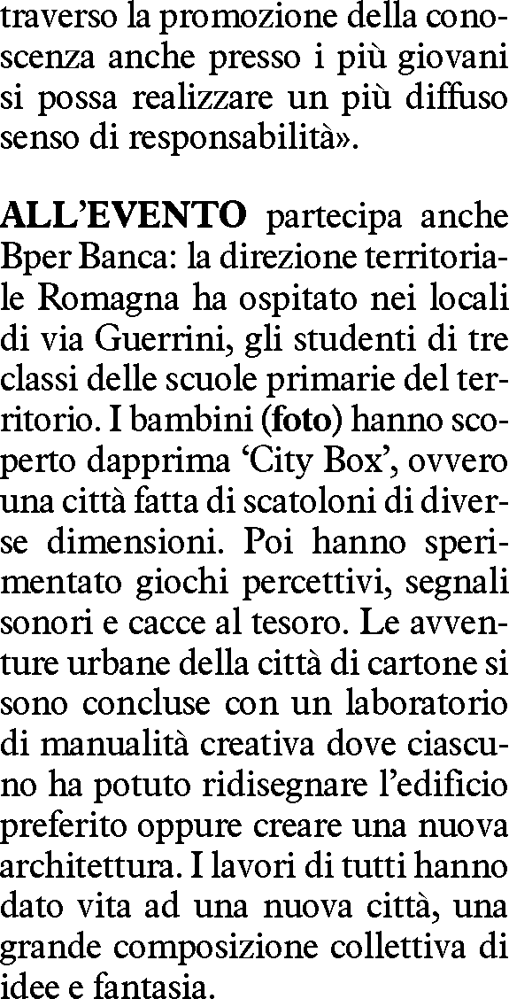 traverso la promozione della cono-
scenza anche presso i più giovani
si possa realizzare un più diffuso
senso di responsabilità».
ALL’EVENTO partecipa anche
Bper Banca: la direzione territoria-
le Romagna ha ospitato nei locali
di via Guerrini, gli studenti di tre
classi delle scuole primarie del ter-
ritorio. I bambini (foto) hanno sco-
perto dapprima ‘City Box’, ovvero
una città fatta di scatoloni di diver-
se dimensioni. Poi hanno speri-
mentato giochi percettivi, segnali
sonori e cacce al tesoro. Le avven-
ture urbane della città di cartone si
sono concluse con un laboratorio
di manualità creativa dove ciascu-
no ha potuto ridisegnare l’edificio
preferito oppure creare una nuova
architettura. I lavori di tutti hanno
dato vita ad una nuova città, una
grande composizione collettiva di
idee e fantasia.